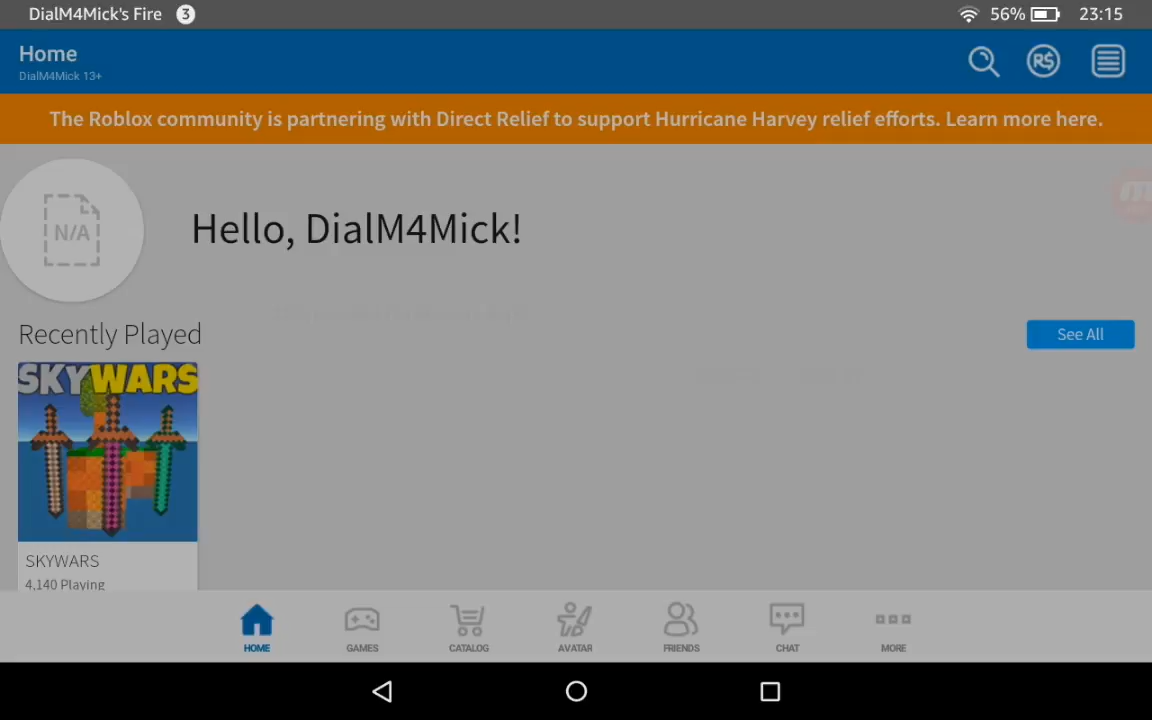 DialM4Mick's Fire 3 56% 23:15
Home
DialM4Mick 13+
R$
The Roblox community is partnering with Direct Relief to support Hurricane Harvey relief efforts. Learn more here.
N/A
Hello, DialM4Mick!
Recently Played
See All
SKYWARS
SKYWARS
4,140 Playing
HOME GAMES CATALOG AVATAR FRIENDS CHAT MORE